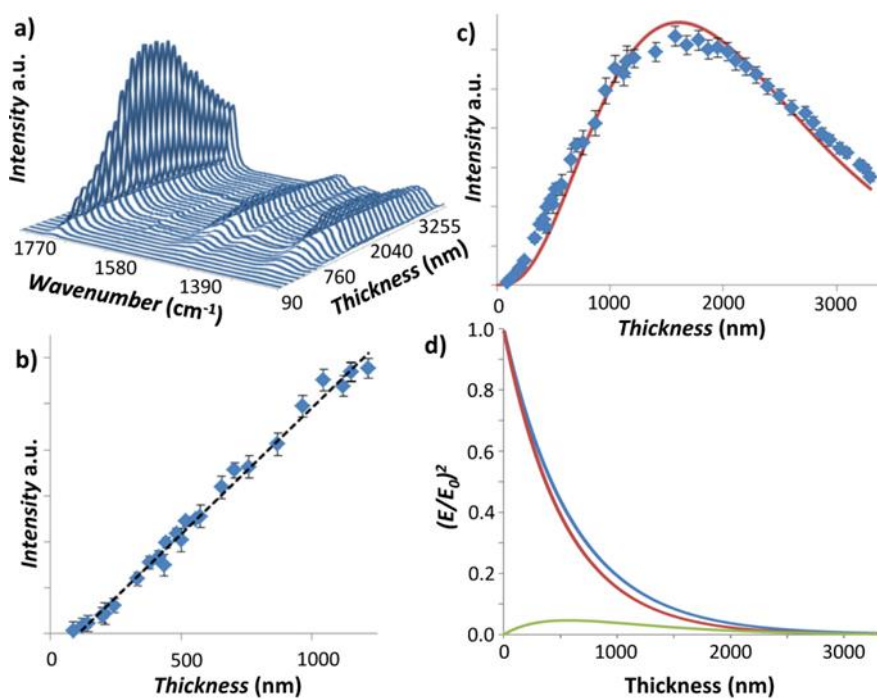 a)
Intensity a.u.
1770
1580
1390
90
760
2040
3255
Wavenumber (cm-1)
Thickness (nm)
b)
Intensity a.u.
0
500
1000
Thickness (nm)
c)
Intensity a.u.
0
1000
2000
3000
Thickness (nm)
d)
1.0
0.8
0.6
0.4
0.2
0.0
(E/E0)2
0
1000
2000
3000
Thickness (nm)